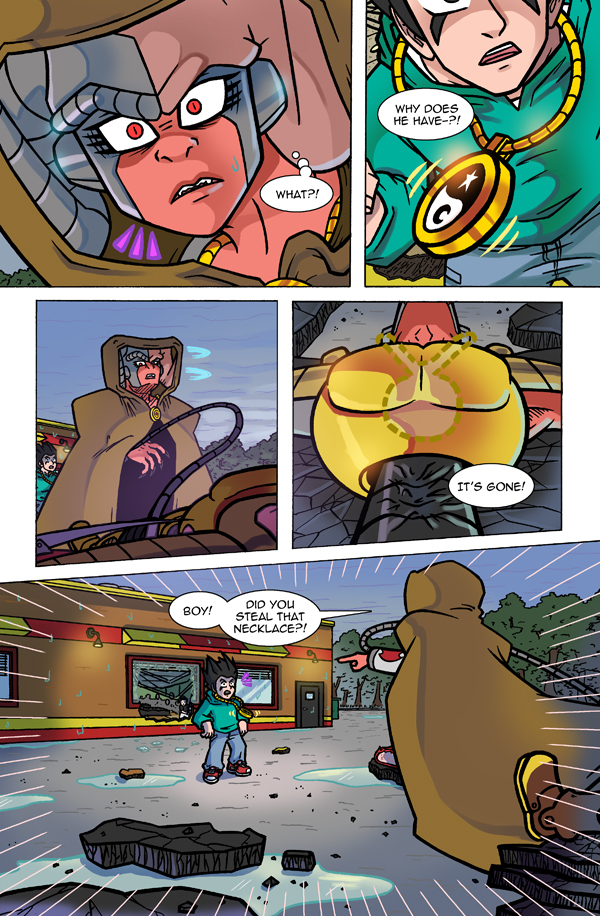 WHAT?!
WHY DOES
HE HAVE-?!
IT'S GONE!
BOY!
DID YOU
STEAL THAT
NECKLACE?!